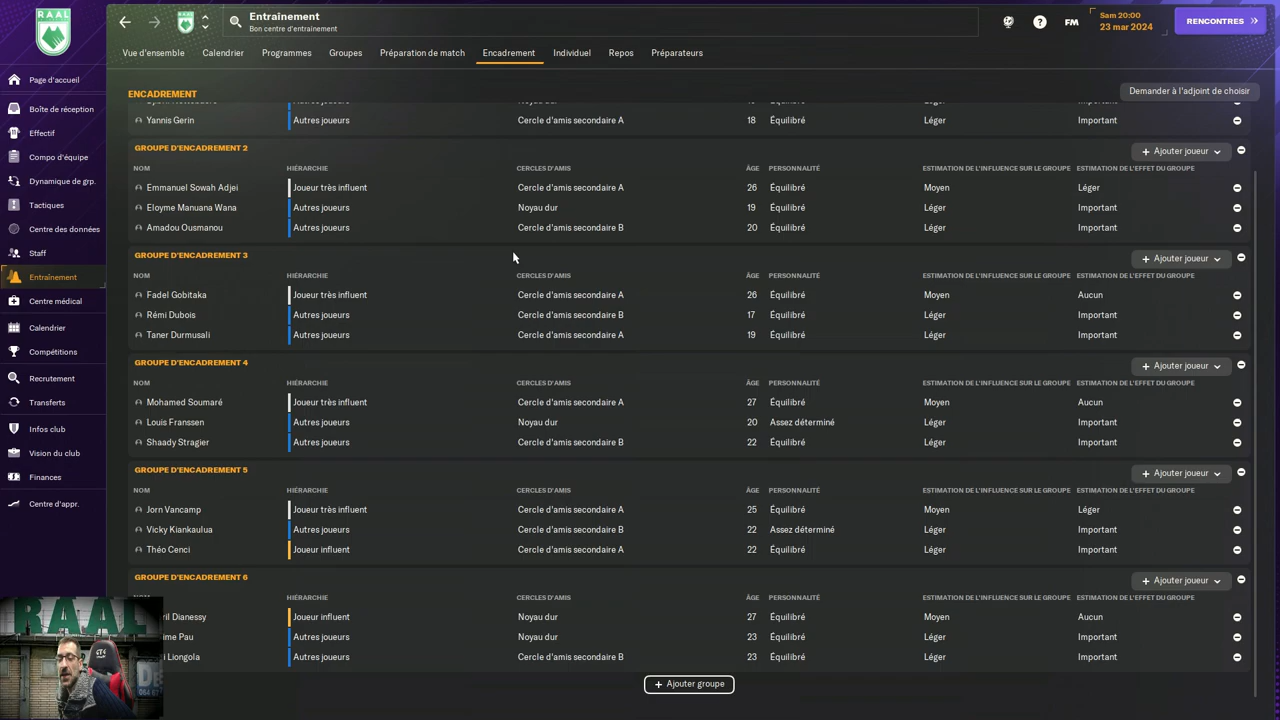 RAAL
Entraînement
Bon centre d'entrainement
FM
Sam 20:00
23 mar 2024
RENCONTRES
Vue d'ensemble Calendrier Programmes Groupes Préparation de match Encadrement Individuel Repos Préparateurs
Page d'accueil
Boîte de réception
Effectif
Compo d'équipe
Dynamique de grp.
Tactiques
Centre des données
Staff
Entraînement
Centre médical
Calendrier
Compétitions
Recrutement
Transferts
Infos club
Vision du club
Finances
Centre d'appr.
ENCADREMENT
Demander à l'adjoint de choisir
Yannis Gerin Autres joueurs Cercle d'amis secondaire A 18 Équilibré Léger Important
GROUPE D'ENCADREMENT 2
Ajouter joueur
NOM HIÉRARCHIE CERCLES D'AMIS ÂGE PERSONNALITÉ ESTIMATION DE L'INFLUENCE SUR LE GROUPE ESTIMATION DE L'EFFET DU GROUPE
Emmanuel Sowah Adjei Joueur très influent Cercle d'amis secondaire A 26 Équilibré Moyen Léger
Eloyme Manuana Wana Autres joueurs Noyau dur 19 Équilibré Léger Important
Amadou Ousmanou Autres joueurs Cercle d'amis secondaire B 20 Équilibré Léger Important
GROUPE D'ENCADREMENT 3
Ajouter joueur
NOM HIÉRARCHIE CERCLES D'AMIS ÂGE PERSONNALITÉ ESTIMATION DE L'INFLUENCE SUR LE GROUPE ESTIMATION DE L'EFFET DU GROUPE
Fadel Gobitaka Joueur très influent Cercle d'amis secondaire A 26 Équilibré Moyen Aucun
Rémi Dubois Autres joueurs Cercle d'amis secondaire B 17 Équilibré Léger Important
Taner Durmusali Autres joueurs Cercle d'amis secondaire A 19 Équilibré Léger Important
GROUPE D'ENCADREMENT 4
Ajouter joueur
NOM HIÉRARCHIE CERCLES D'AMIS ÂGE PERSONNALITÉ ESTIMATION DE L'INFLUENCE SUR LE GROUPE ESTIMATION DE L'EFFET DU GROUPE
Mohamed Soumaré Joueur très influent Cercle d'amis secondaire A 27 Équilibré Moyen Aucun
Louis Franssen Autres joueurs Noyau dur 20 Assez déterminé Léger Important
Shaady Stragier Autres joueurs Cercle d'amis secondaire B 22 Équilibré Léger Important
GROUPE D'ENCADREMENT 5
Ajouter joueur
NOM HIÉRARCHIE CERCLES D'AMIS ÂGE PERSONNALITÉ ESTIMATION DE L'INFLUENCE SUR LE GROUPE ESTIMATION DE L'EFFET DU GROUPE
Jorn Vancamp Joueur très influent Cercle d'amis secondaire A 25 Équilibré Moyen Léger
Vicky Kiankaulua Autres joueurs Cercle d'amis secondaire B 22 Assez déterminé Léger Important
Théo Cenci Joueur influent Cercle d'amis secondaire A 22 Équilibré Léger Important
GROUPE D'ENCADREMENT 6
Ajouter joueur
HIÉRARCHIE CERCLES D'AMIS ÂGE PERSONNALITÉ ESTIMATION DE L'INFLUENCE SUR LE GROUPE ESTIMATION DE L'EFFET DU GROUPE
Dianessy Joueur influent Noyau dur 27 Équilibré Moyen Aucun
Pau Autres joueurs Noyau dur 23 Équilibré Léger Important
Liongola Autres joueurs Cercle d'amis secondaire B 23 Équilibré Léger Important
Ajouter groupe
RAAL